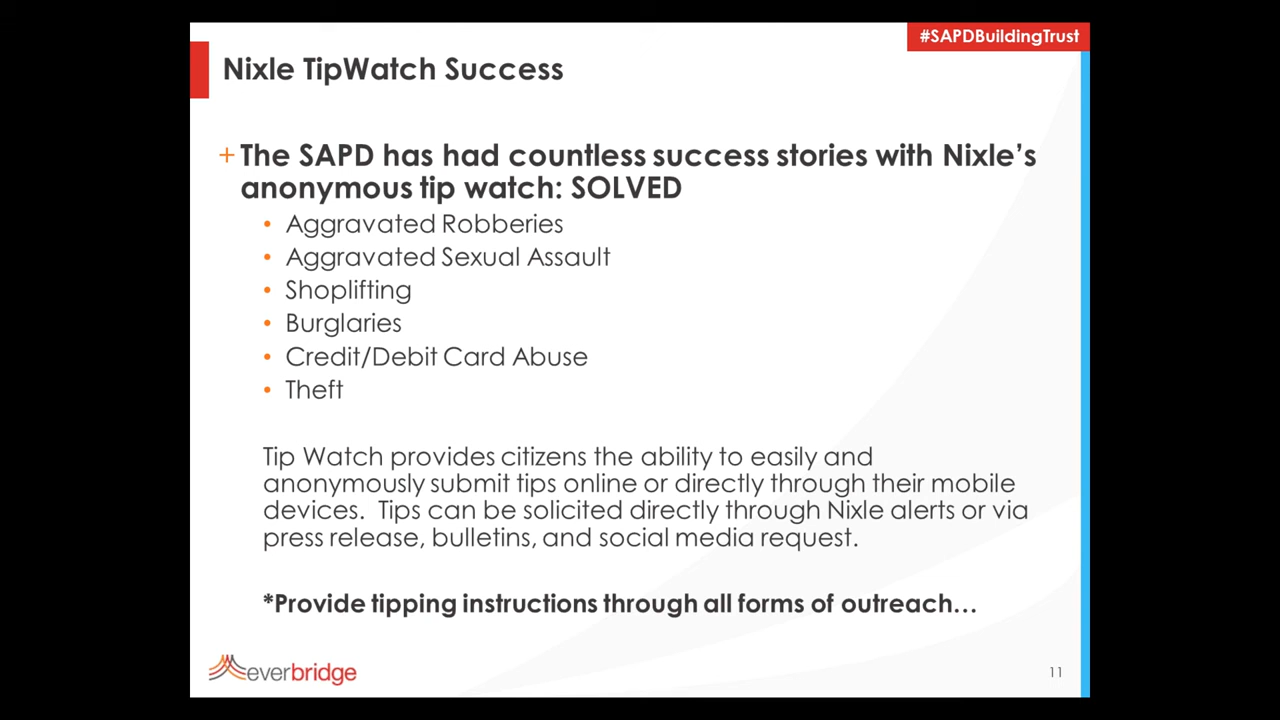 #SAPDBuildingTrust
Nixle TipWatch Success
+ The SAPD has had countless success stories with Nixle's
anonymous tip watch: SOLVED
• Aggravated Robberies
• Aggravated Sexual Assault
• Shoplifting
• Burglaries
• Credit/Debit Card Abuse
• Theft
Tip Watch provides citizens the ability to easily and
anonymously submit tips online or directly through their mobile
devices.  Tips can be solicited directly through Nixle alerts or via
press release, bulletins, and social media request.
*Provide tipping instructions through all forms of outreach…
everbridge
11